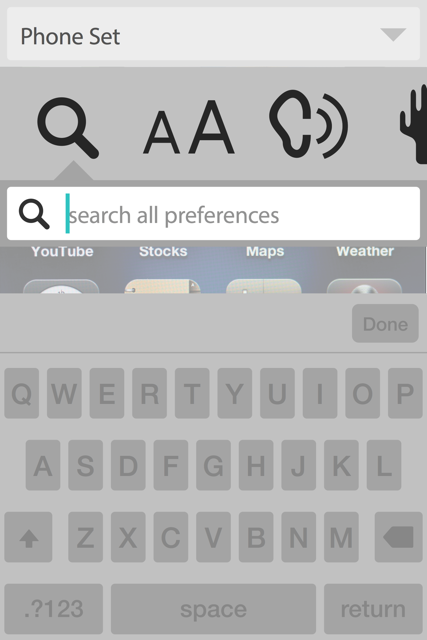 Phone Set
AA
search all preferences
YouTube Stocks Maps Weather
Done
Q W E R T Y U I O P
A S D F G H J K L
Z X C V B N M
.?123 space return